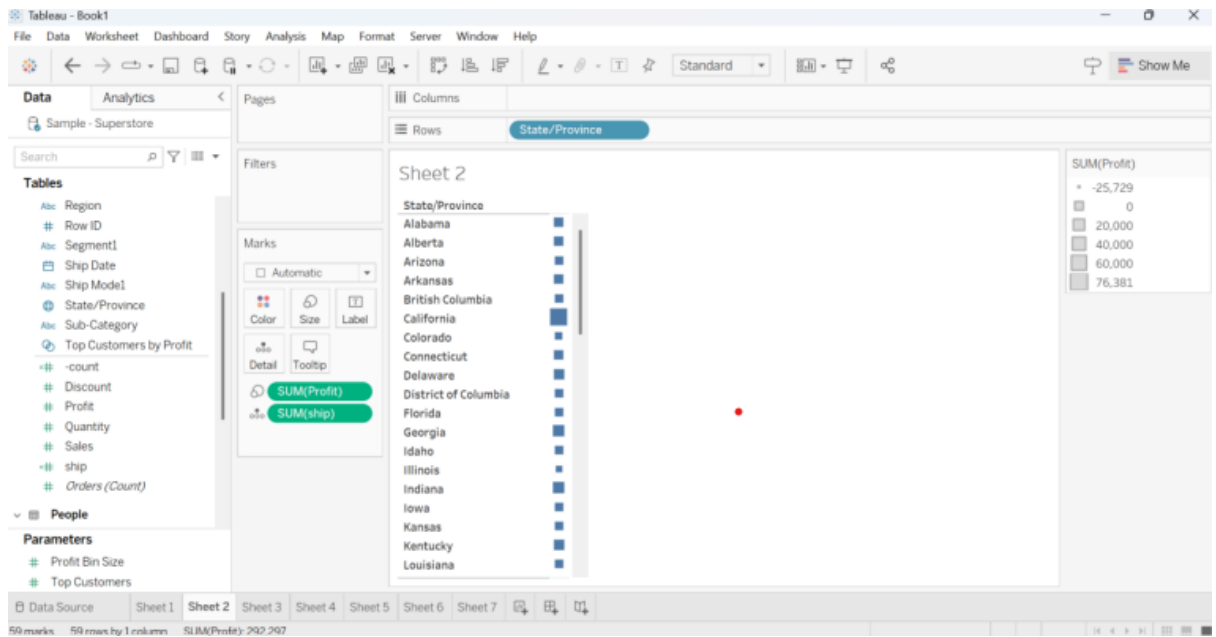 Tableau - Book1
File Data Worksheet Dashboard Story Analysis Map Format Server Window Help
Standard
Show Me
Data Analytics
Sample - Superstore
Search
Tables
Abc Region
# Row ID
Abc Segment1
Ship Date
Abc Ship Mode1
State/Province
Abc Sub-Category
Top Customers by Profit
=# -count
# Discount
# Profit
# Quantity
# Sales
=# ship
# Orders (Count)
People
Parameters
# Profit Bin Size
# Top Customers
Pages
Filters
Marks
Automatic
Color Size Label
Detail Tooltip
SUM(Profit)
SUM(ship)
Columns
Rows State/Province
Sheet 2
State/Province
Alabama
Alberta
Arizona
Arkansas
British Columbia
California
Colorado
Connecticut
Delaware
District of Columbia
Florida
Georgia
Idaho
Illinois
Indiana
Iowa
Kansas
Kentucky
Louisiana
SUM(Profit)
-25,729
0
20,000
40,000
60,000
76,381
Data Source Sheet 1 Sheet 2 Sheet 3 Sheet 4 Sheet 5 Sheet 6 Sheet 7
59 marks 59 rows by 1 column SUM(Profit): 292,297